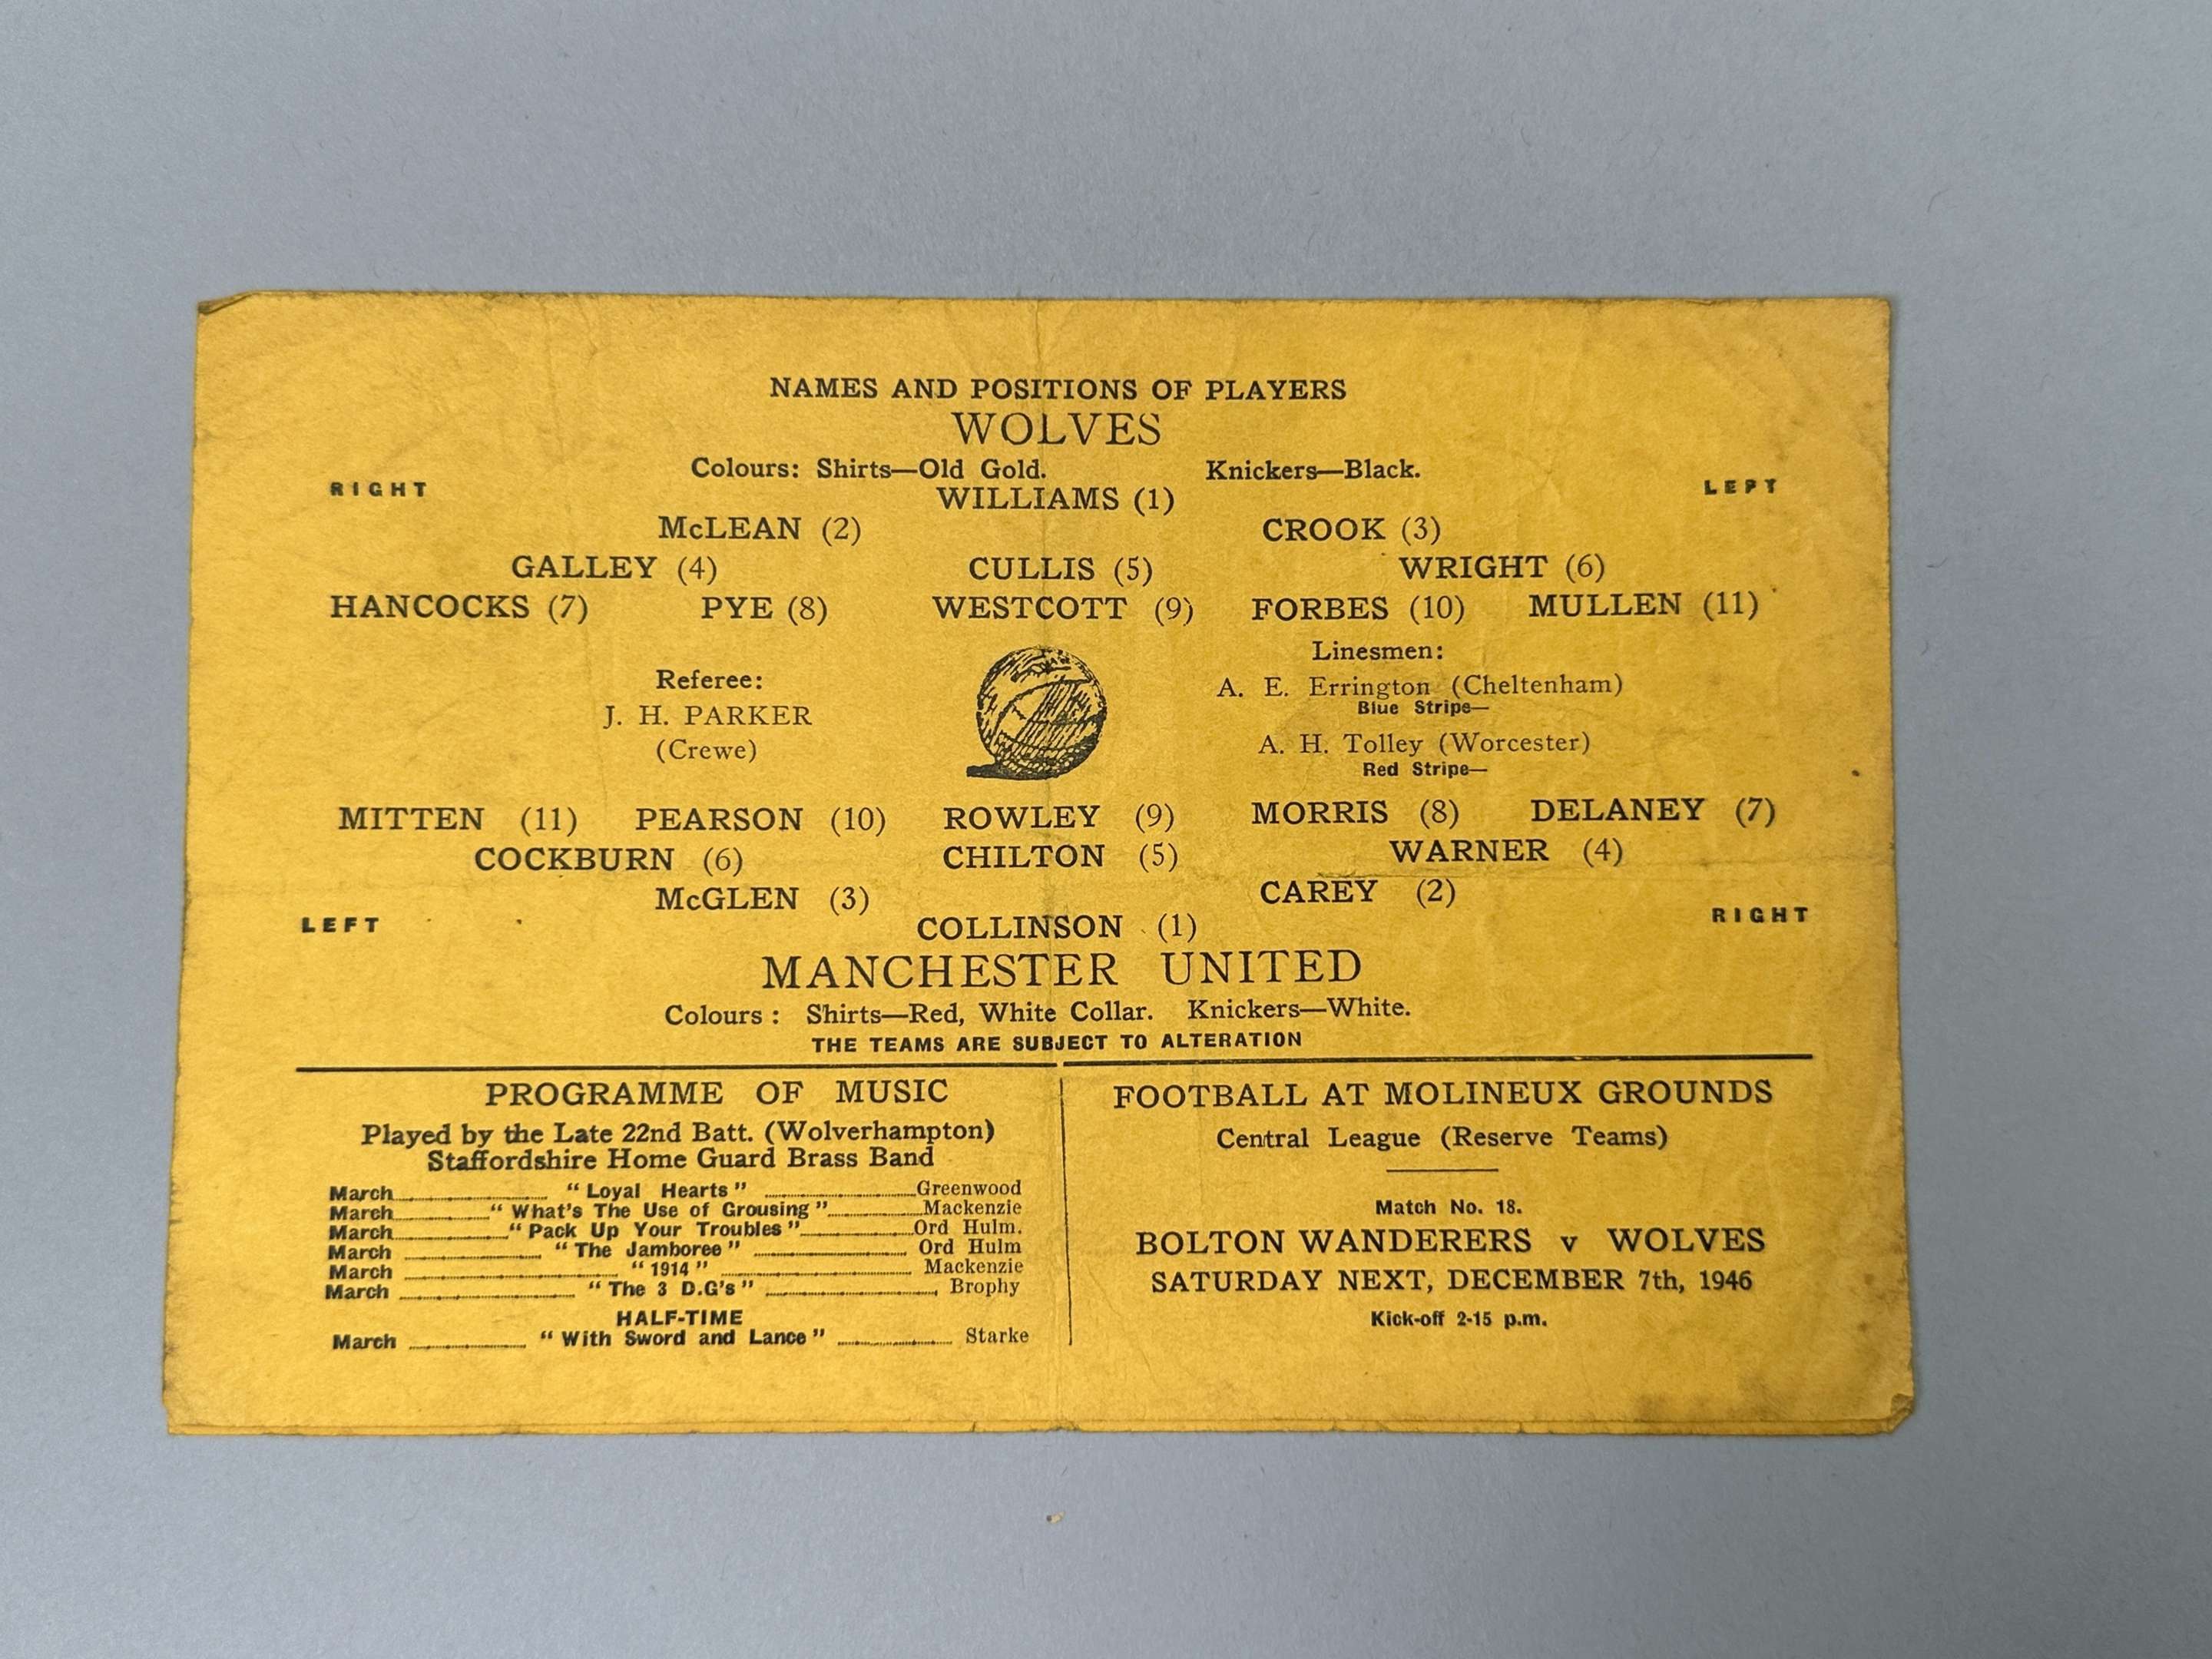 NAMES AND POSITIONS OF PLAYERS
WOLVES
Colours: Shirts—Old Gold. Knickers—Black.
RIGHT LEFT
WILLIAMS (1)
McLEAN (2) CROOK (3)
GALLEY (4) CULLIS (5) WRIGHT (6)
HANCOCKS (7) PYE (8) WESTCOTT (9) FORBES (10) MULLEN (11)
Referee:
J. H. PARKER
(Crewe)
Linesmen:
A. E. Errington (Cheltenham)
Blue Stripe—
A. H. Tolley (Worcester)
Red Stripe—
MITTEN (11) PEARSON (10) ROWLEY (9) MORRIS (8) DELANEY (7)
COCKBURN (6) CHILTON (5) WARNER (4)
McGLEN (3) CAREY (2)
LEFT RIGHT
COLLINSON (1)
MANCHESTER UNITED
Colours : Shirts—Red, White Collar. Knickers—White.
THE TEAMS ARE SUBJECT TO ALTERATION
PROGRAMME OF MUSIC
Played by the Late 22nd Batt. (Wolverhampton)
Staffordshire Home Guard Brass Band
March "Loyal Hearts" Greenwood
March "What's The Use of Grousing" Mackenzie
March "Pack Up Your Troubles" Ord Hulm.
March "The Jamboree" Ord Hulm
March "1914" Mackenzie
March "The 3 D.G's" Brophy
HALF-TIME
March "With Sword and Lance" Starke
FOOTBALL AT MOLINEUX GROUNDS
Central League (Reserve Teams)
Match No. 18.
BOLTON WANDERERS v WOLVES
SATURDAY NEXT, DECEMBER 7th, 1946
Kick-off 2-15 p.m.